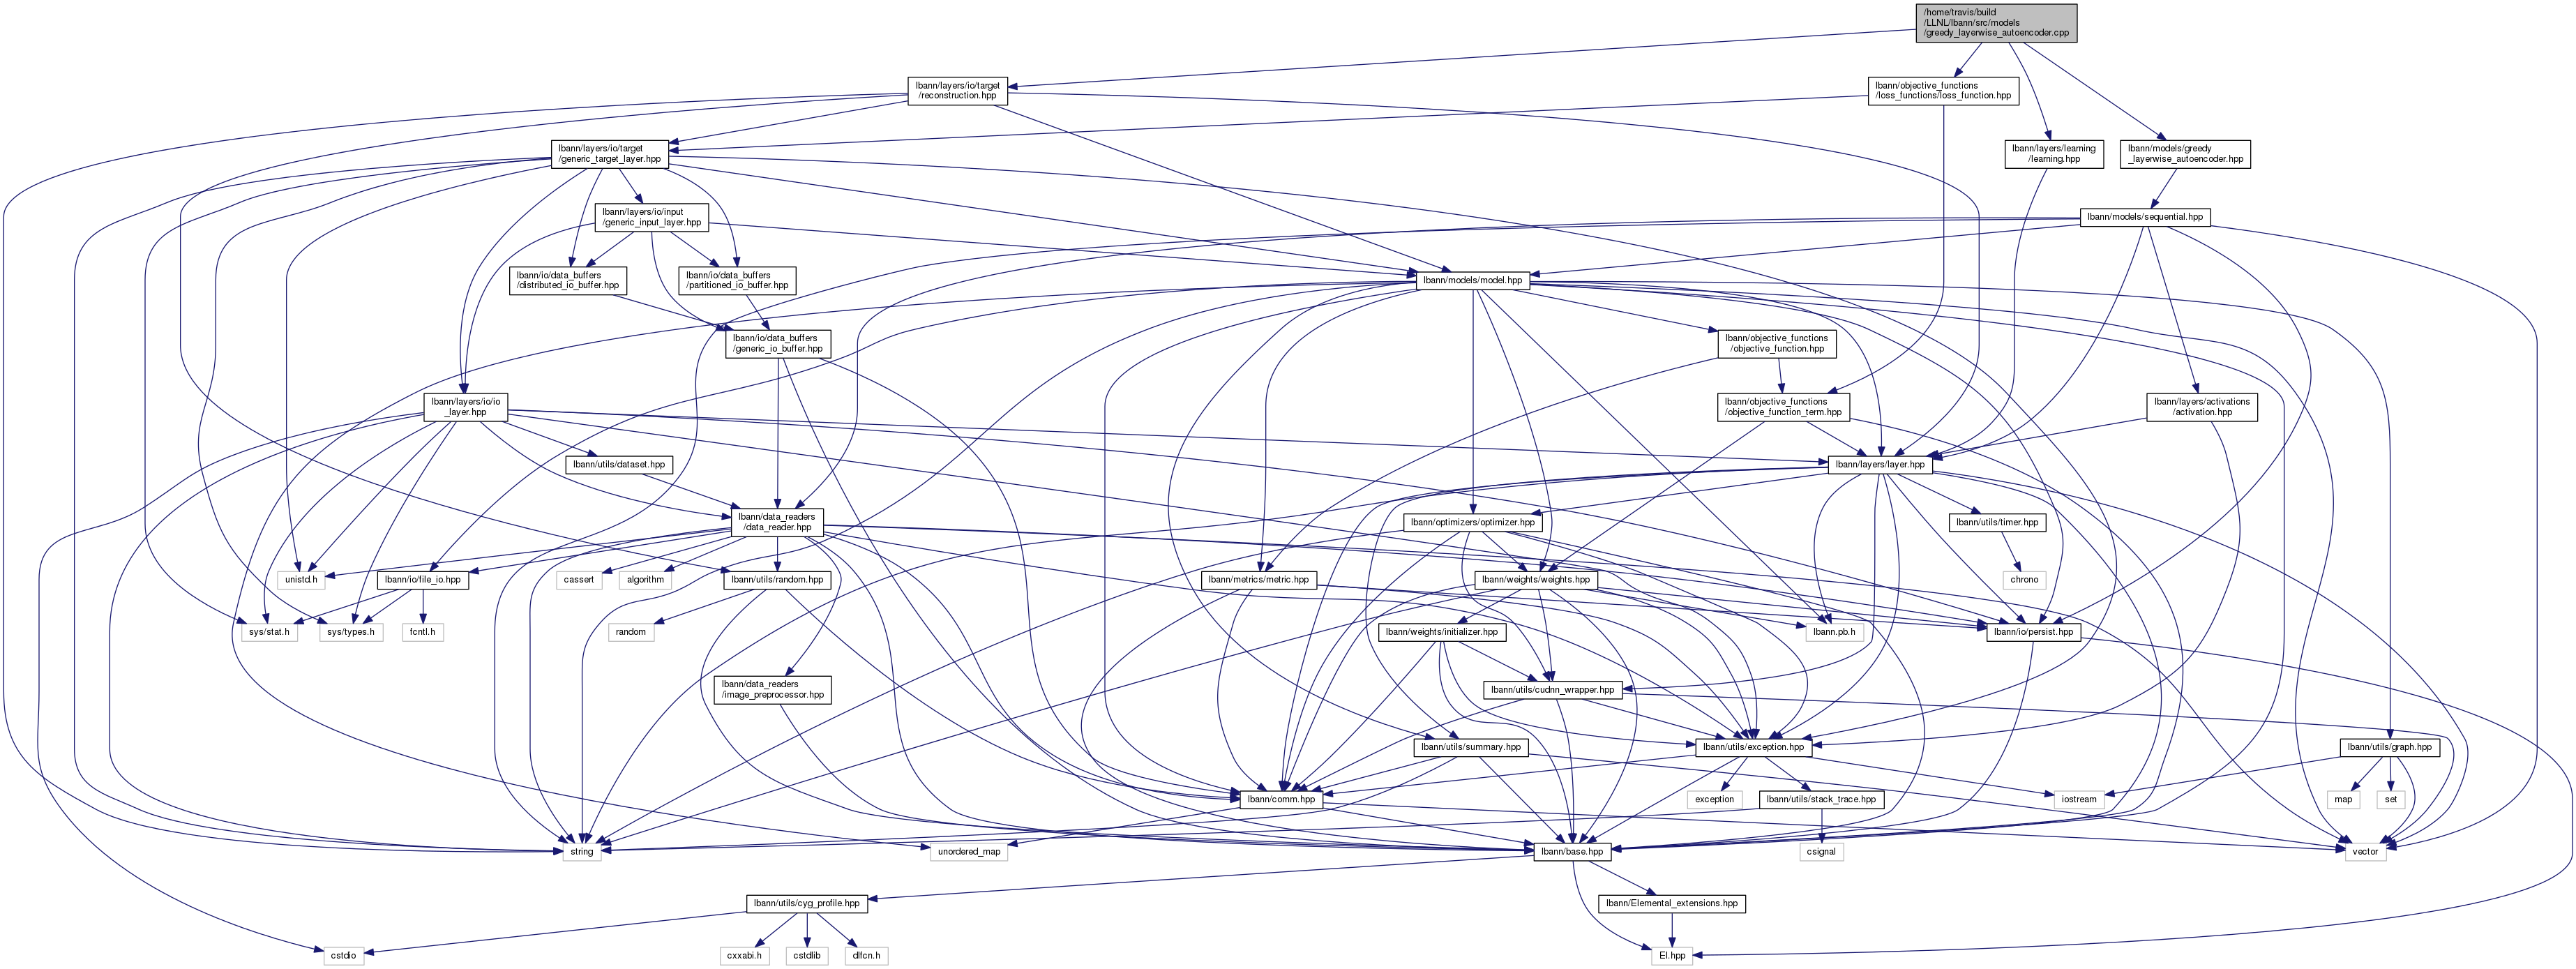 /home/travis/build
/LLNL/lbann/src/models
/greedy_layerwise_autoencoder.cpp
lbann/layers/io/target
/reconstruction.hpp
lbann/objective_functions
/loss_functions/loss_function.hpp
lbann/layers/io/target
/generic_target_layer.hpp
lbann/layers/learning
/learning.hpp
lbann/models/greedy
_layerwise_autoencoder.hpp
lbann/layers/io/input
/generic_input_layer.hpp
lbann/models/sequential.hpp
lbann/io/data_buffers
/distributed_io_buffer.hpp
lbann/io/data_buffers
/partitioned_io_buffer.hpp
lbann/models/model.hpp
lbann/io/data_buffers
/generic_io_buffer.hpp
lbann/objective_functions
/objective_function.hpp
lbann/layers/io/io
_layer.hpp
lbann/objective_functions
/objective_function_term.hpp
lbann/layers/activations
/activation.hpp
lbann/utils/dataset.hpp
lbann/layers/layer.hpp
lbann/data_readers
/data_reader.hpp
lbann/optimizers/optimizer.hpp
lbann/utils/timer.hpp
unistd.h
lbann/io/file_io.hpp
cassert
algorithm
lbann/utils/random.hpp
lbann/metrics/metric.hpp
lbann/weights/weights.hpp
chrono
sys/stat.h
sys/types.h
fcntl.h
random
lbann/weights/initializer.hpp
lbann.pb.h
lbann/io/persist.hpp
lbann/data_readers
/image_preprocessor.hpp
lbann/utils/cudnn_wrapper.hpp
lbann/utils/summary.hpp
lbann/utils/exception.hpp
lbann/utils/graph.hpp
lbann/comm.hpp
exception
lbann/utils/stack_trace.hpp
iostream
map
set
string
unordered_map
lbann/base.hpp
csignal
vector
lbann/utils/cyg_profile.hpp
lbann/Elemental_extensions.hpp
cstdio
cxxabi.h
cstdlib
dlfcn.h
El.hpp